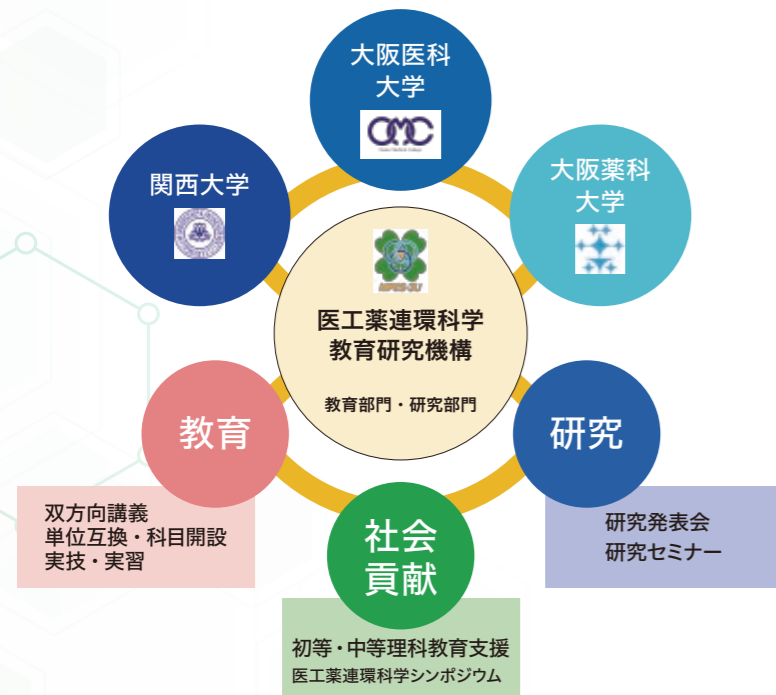 大阪医科
大学
OMC
関西大学
大阪薬科
大学
医工薬連環科学
教育研究機構
教育部門・研究部門
教育
研究
双方向講義
単位互換・科目開設
実技・実習
社会
貢献
研究発表会
研究セミナー
初等・中等理科教育支援
医工薬連環科学シンポジウム